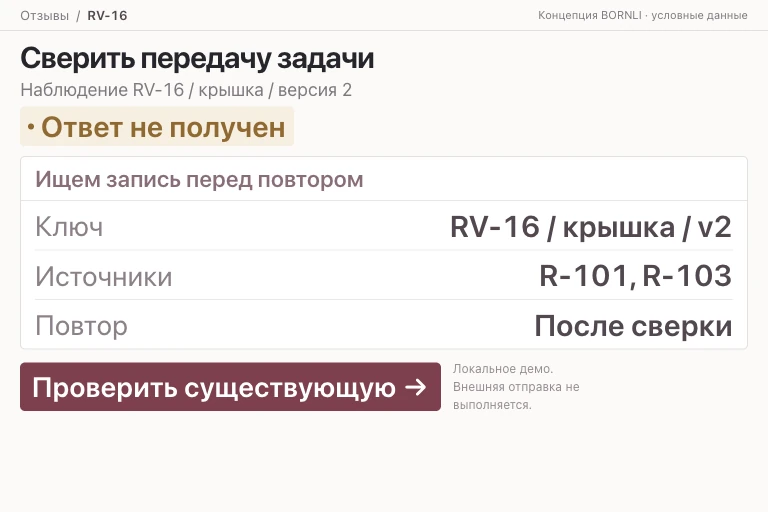 Отзывы / RV-16
Концепция BORNLI · условные данные
Сверить передачу задачи
Наблюдение RV-16 / крышка / версия 2
• Ответ не получен
Ищем запись перед повтором
Ключ RV-16 / крышка / v2
Источники R-101, R-103
Повтор После сверки
Проверить существующую →
Локальное демо.
Внешняя отправка не
выполняется.